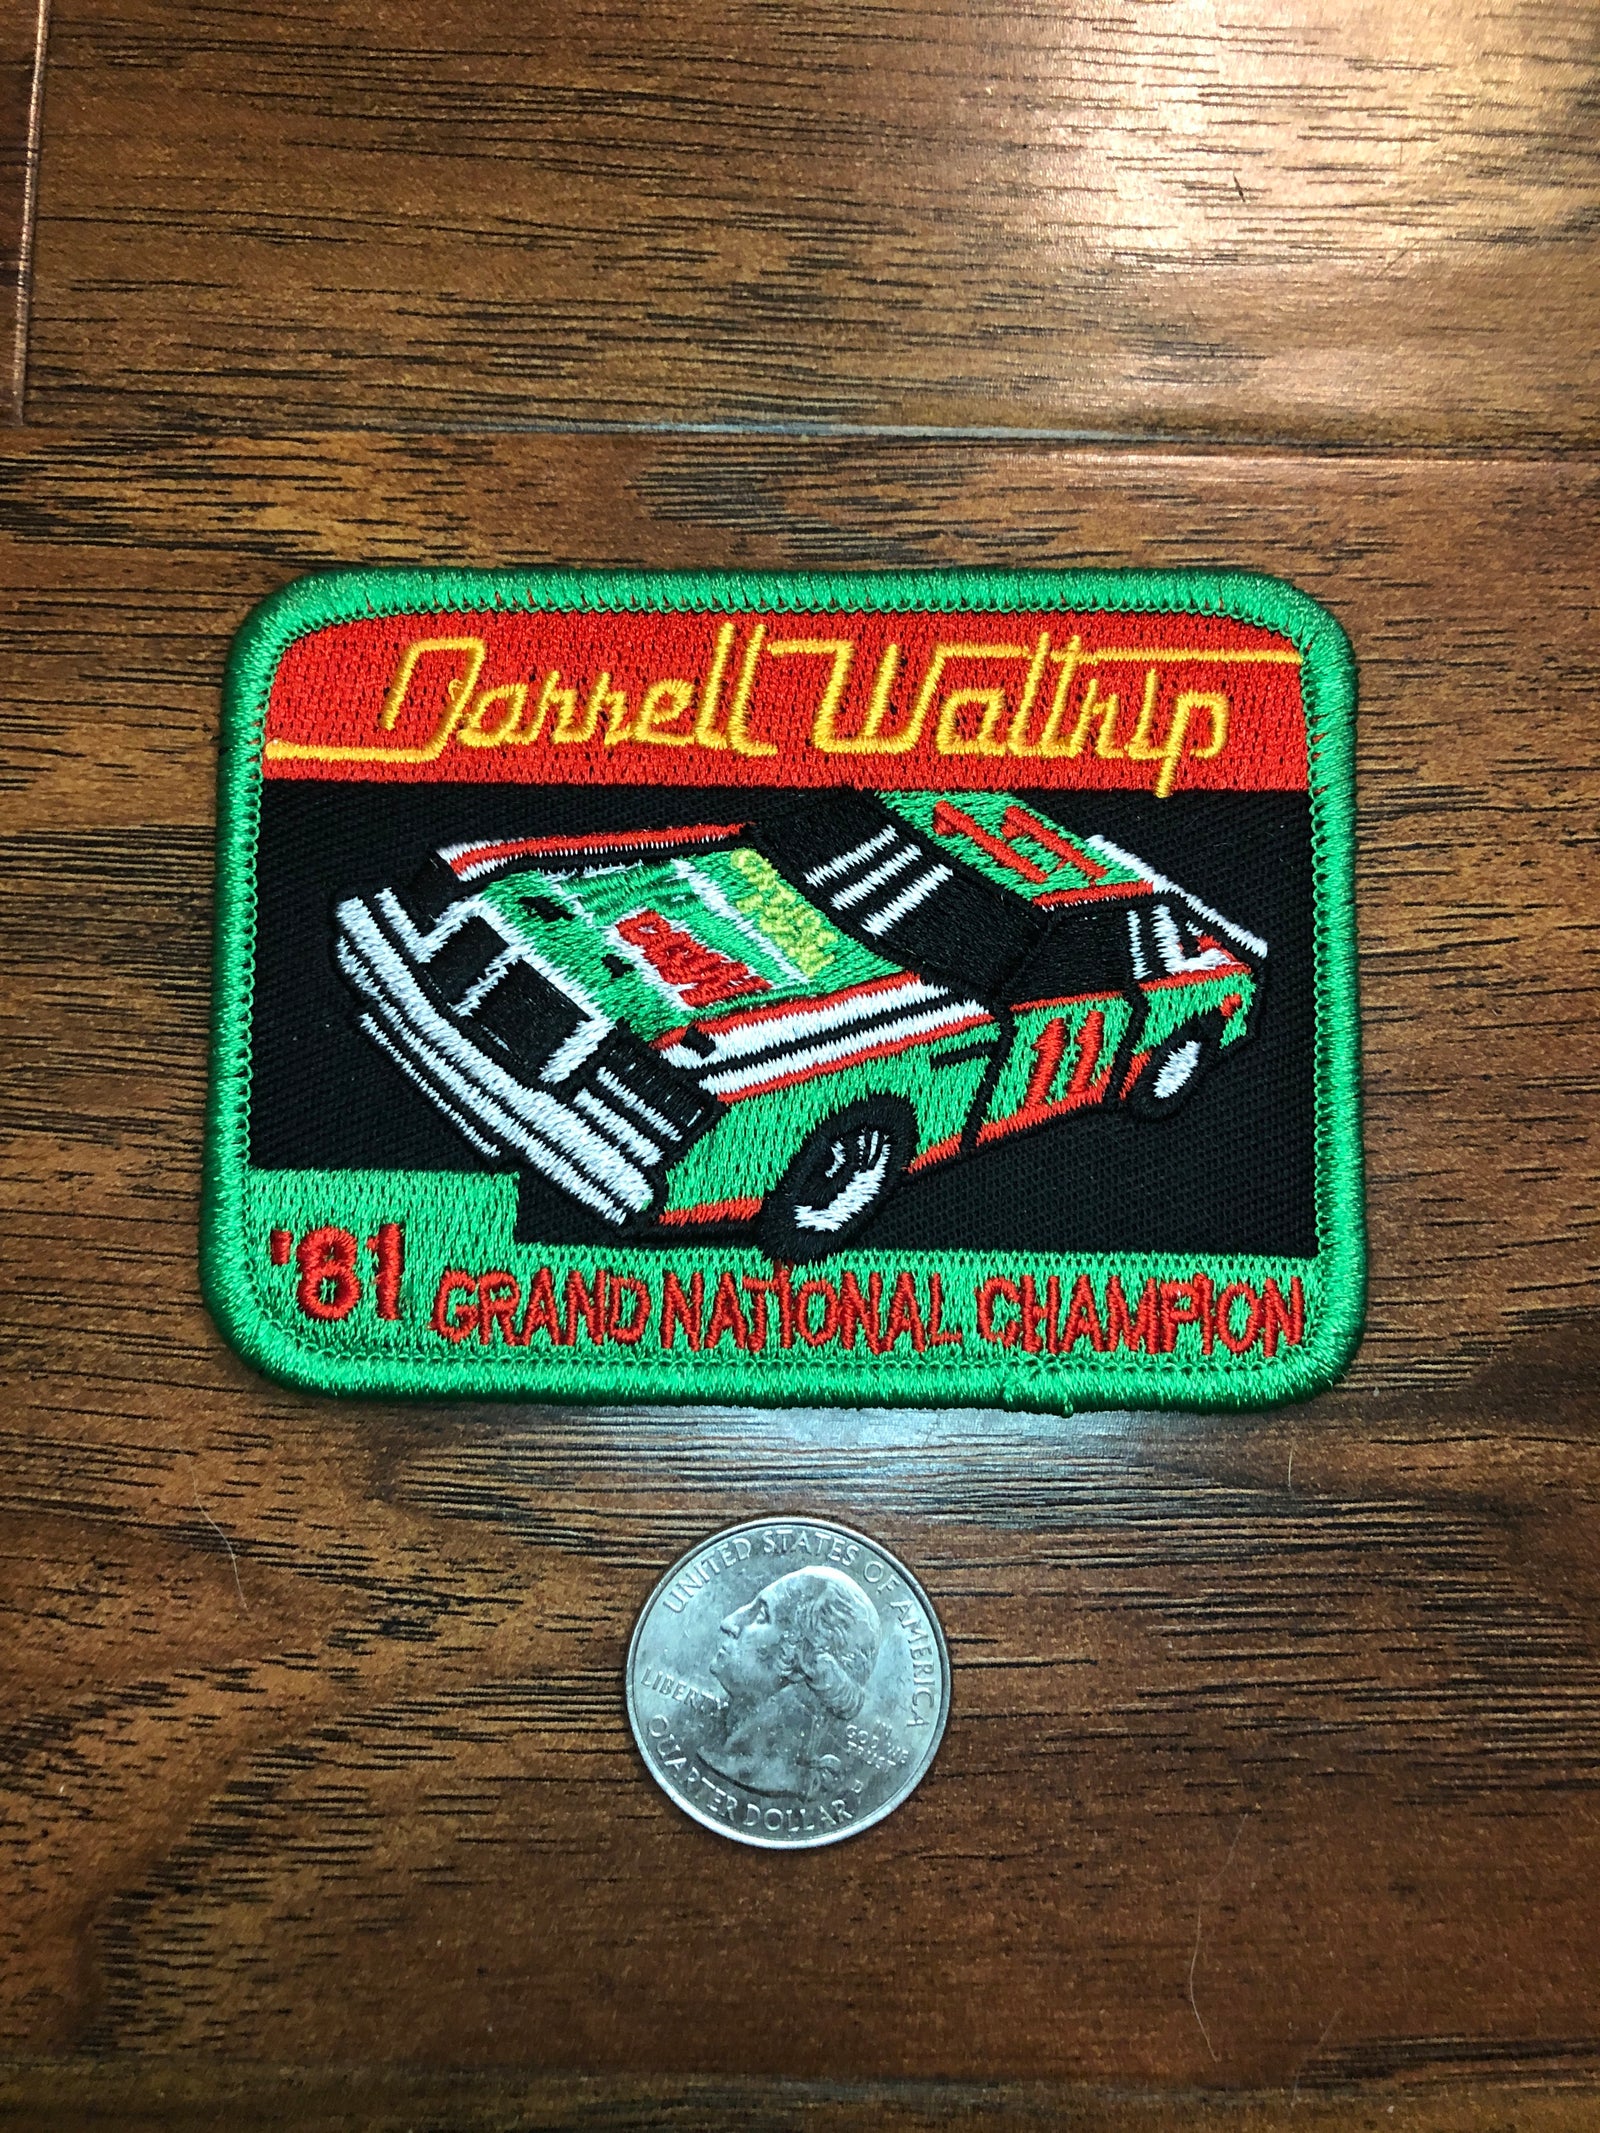 Darrell Waltrip
11
11
'81 GRAND NATIONAL CHAMPION
UNITED STATES OF AMERICA
LIBERTY
IN
GOD WE
TRUST
P
QUARTER DOLLAR